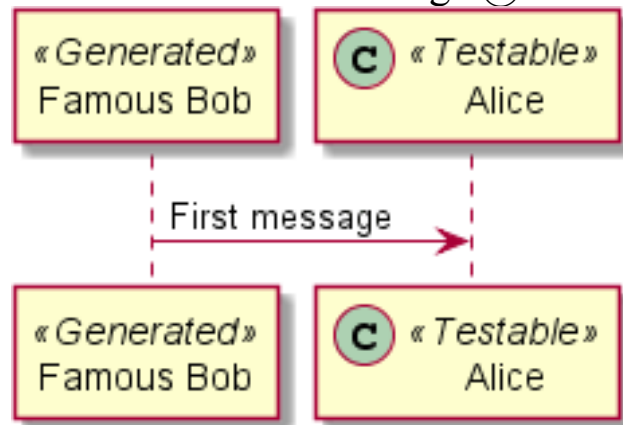 «Generated»
Famous Bob
C «Testable»
Alice
First message
«Generated»
Famous Bob
C «Testable»
Alice